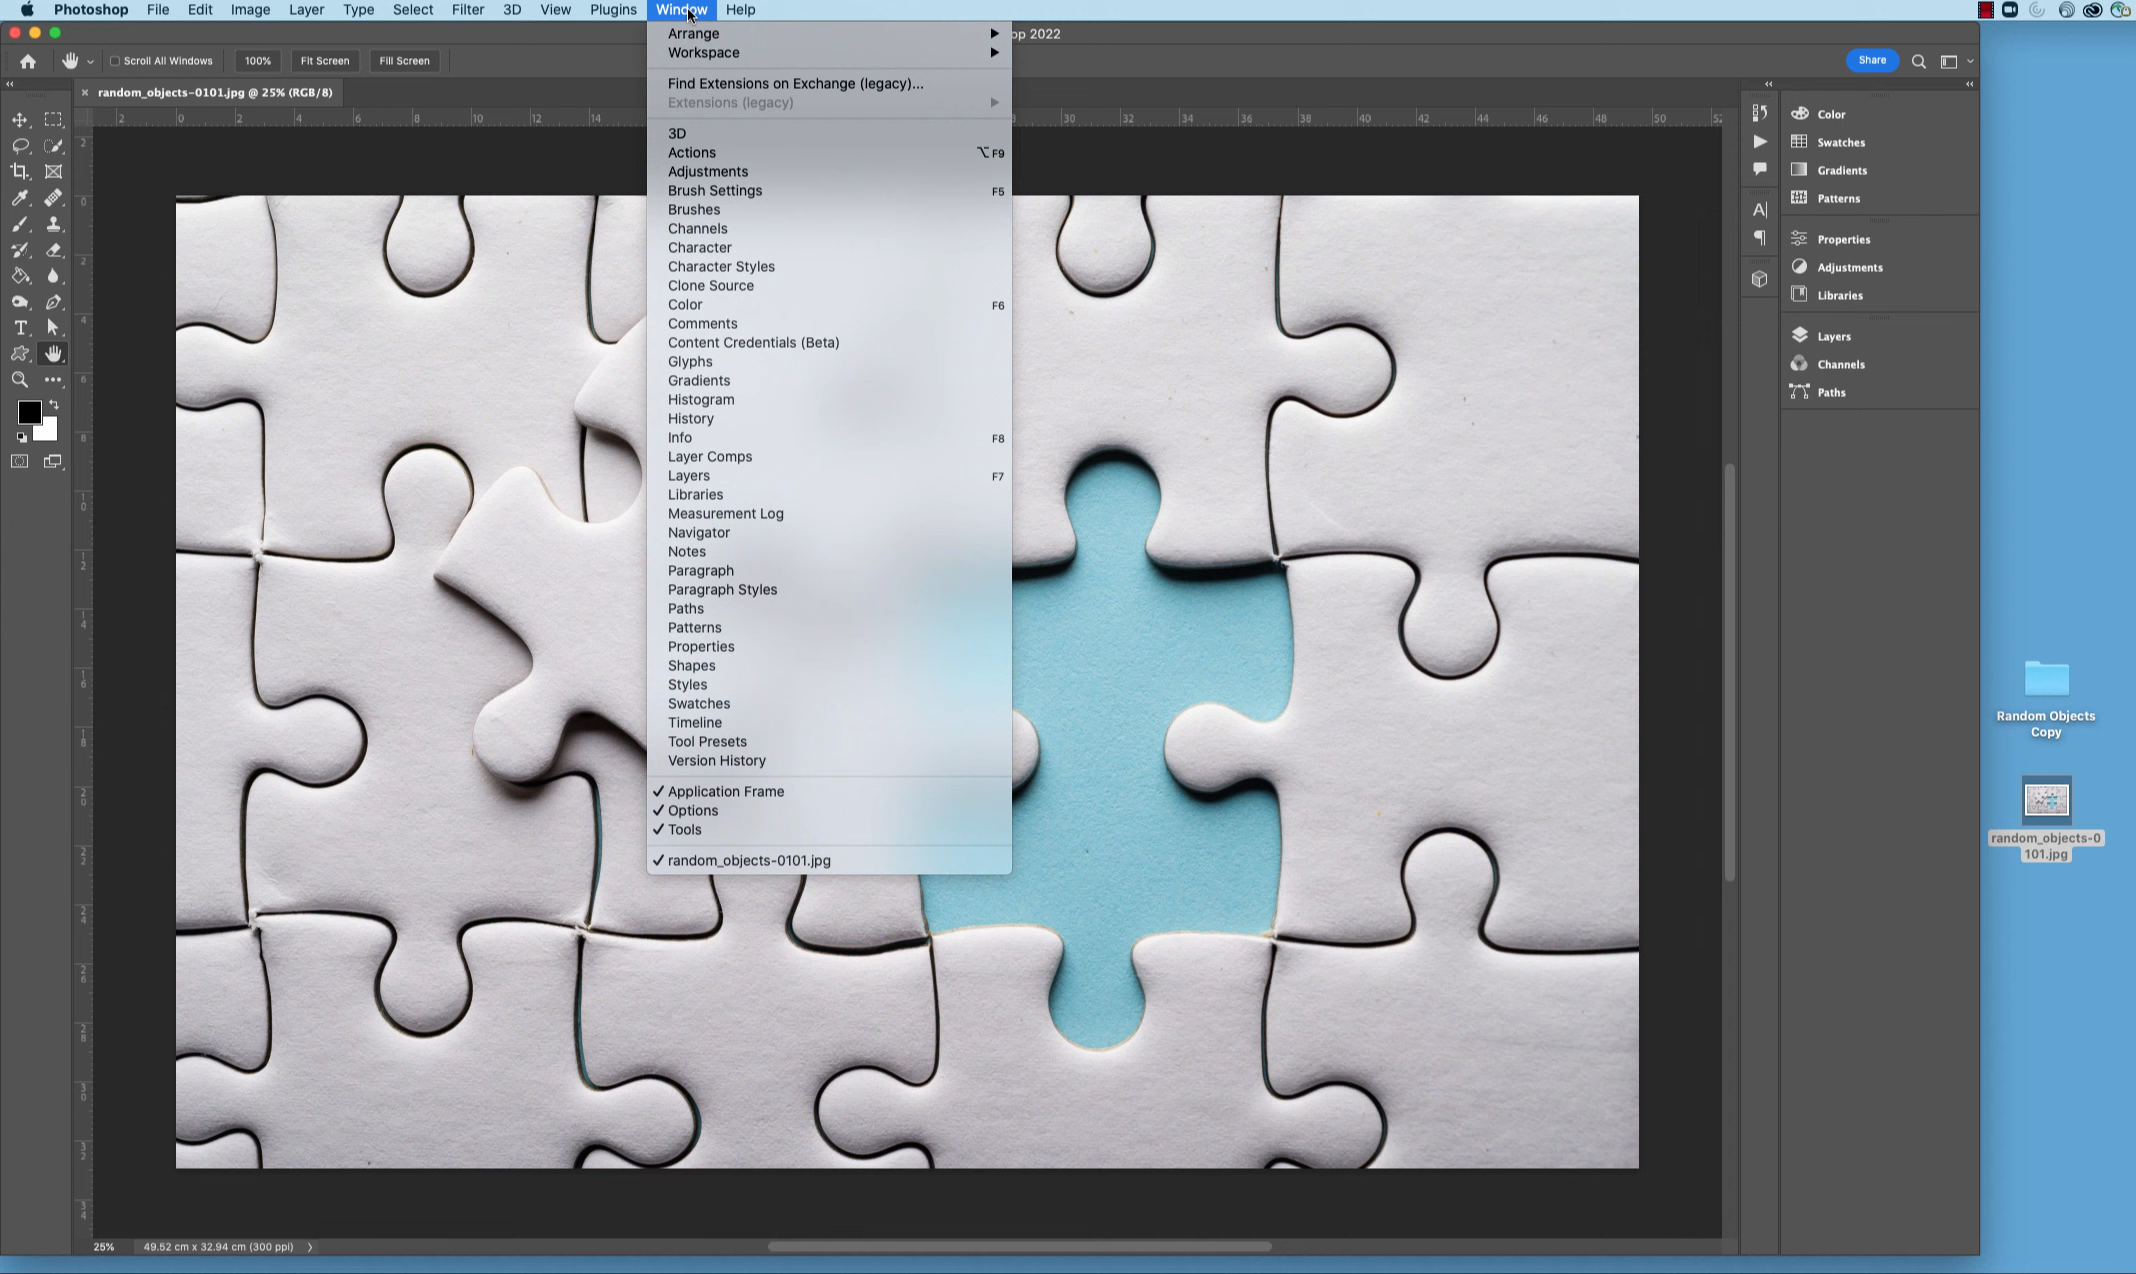 Photoshop File Edit Image Layer Type Select Filter 3D View Plugins Window Help
op 2022
Scroll All Windows 100% Fit Screen Fill Screen Share
random_objects-0101.jpg @ 25% (RGB/8)
Arrange
Workspace
Find Extensions on Exchange (legacy)...
Extensions (legacy)
3D
Actions ⌥F9
Adjustments
Brush Settings F5
Brushes
Channels
Character
Character Styles
Clone Source
Color F6
Comments
Content Credentials (Beta)
Glyphs
Gradients
Histogram
History
Info F8
Layer Comps
Layers F7
Libraries
Measurement Log
Navigator
Notes
Paragraph
Paragraph Styles
Paths
Patterns
Properties
Shapes
Styles
Swatches
Timeline
Tool Presets
Version History
Application Frame
Options
Tools
random_objects-0101.jpg
Color
Swatches
Gradients
Patterns
Properties
Adjustments
Libraries
Layers
Channels
Paths
Random Objects
Copy
random_objects-0
101.jpg
25% 49.52 cm x 32.94 cm (300 ppi)